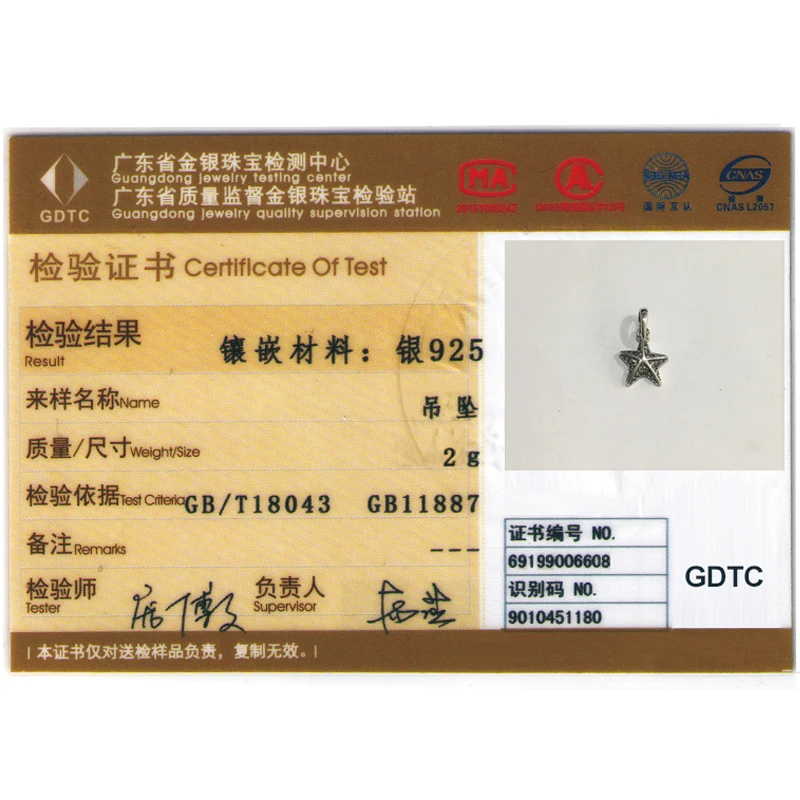 GDTC
广东省金银珠宝检测中心
Guangdong jewelry testing center
广东省质量监督金银珠宝检验站
Guangdong jewelry quality supervision station
MA
国际互认
CNAS
检测
CNAS L2057
检验证书 Certificate Of Test
检验结果
Result
镶嵌材料：银925
来样名称Name
吊坠
质量/尺寸Weight/Size
2g
检验依据Test Criteria
GB/T18043 GB11887
备注Remarks
---
检验师
Tester
负责人
Supervisor
证书编号 NO.
69199006608
识别码 NO.
9010451180
GDTC
本证书仅对送检样品负责，复制无效。